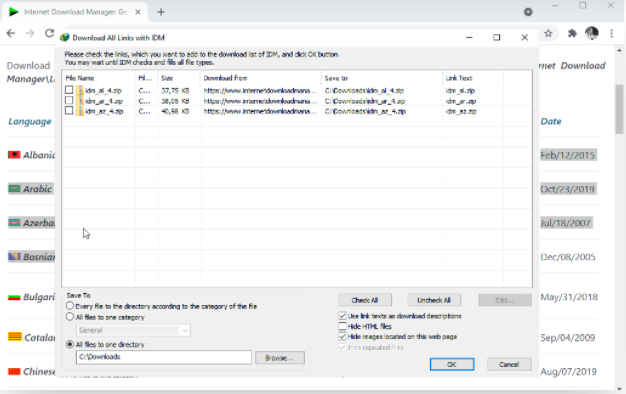 Internet Download Manager: Ge
Download All Links with IDM
Please check the links, which you want to add to the download list of IDM, and click OK button.
You may wait until IDM checks and fills all file types.
File Name Fil... Size Download from Save to Link Text
idm_al_4.zip C... 37,75 KB https://www.internetdownloadmana... C:\Downloads\idm_al_4.zip idm_al.zip
idm_ar_4.zip C... 38,05 KB https://www.internetdownloadmana... C:\Downloads\idm_ar_4.zip idm_ar.zip
idm_az_4.zip C... 40,98 KB https://www.internetdownloadmana... C:\Downloads\idm_az_4.zip idm_az.zip
Download rnet Download
Manager\L
Language Date
Albania Feb/12/2015
Arabic Oct/23/2019
Azerba Jul/18/2007
Bosnian Dec/08/2005
Bulgari May/31/2018
Catala Sep/04/2009
Chinese Aug/07/2019
Save To
Every file to the directory according to the category of the file
All files to one category
General
All files to one directory
C:\Downloads
Browse...
Check All Uncheck All Edit...
Use link texts as download descriptions
Hide HTML files
Hide images located on this web page
Hide repeated files
OK Cancel